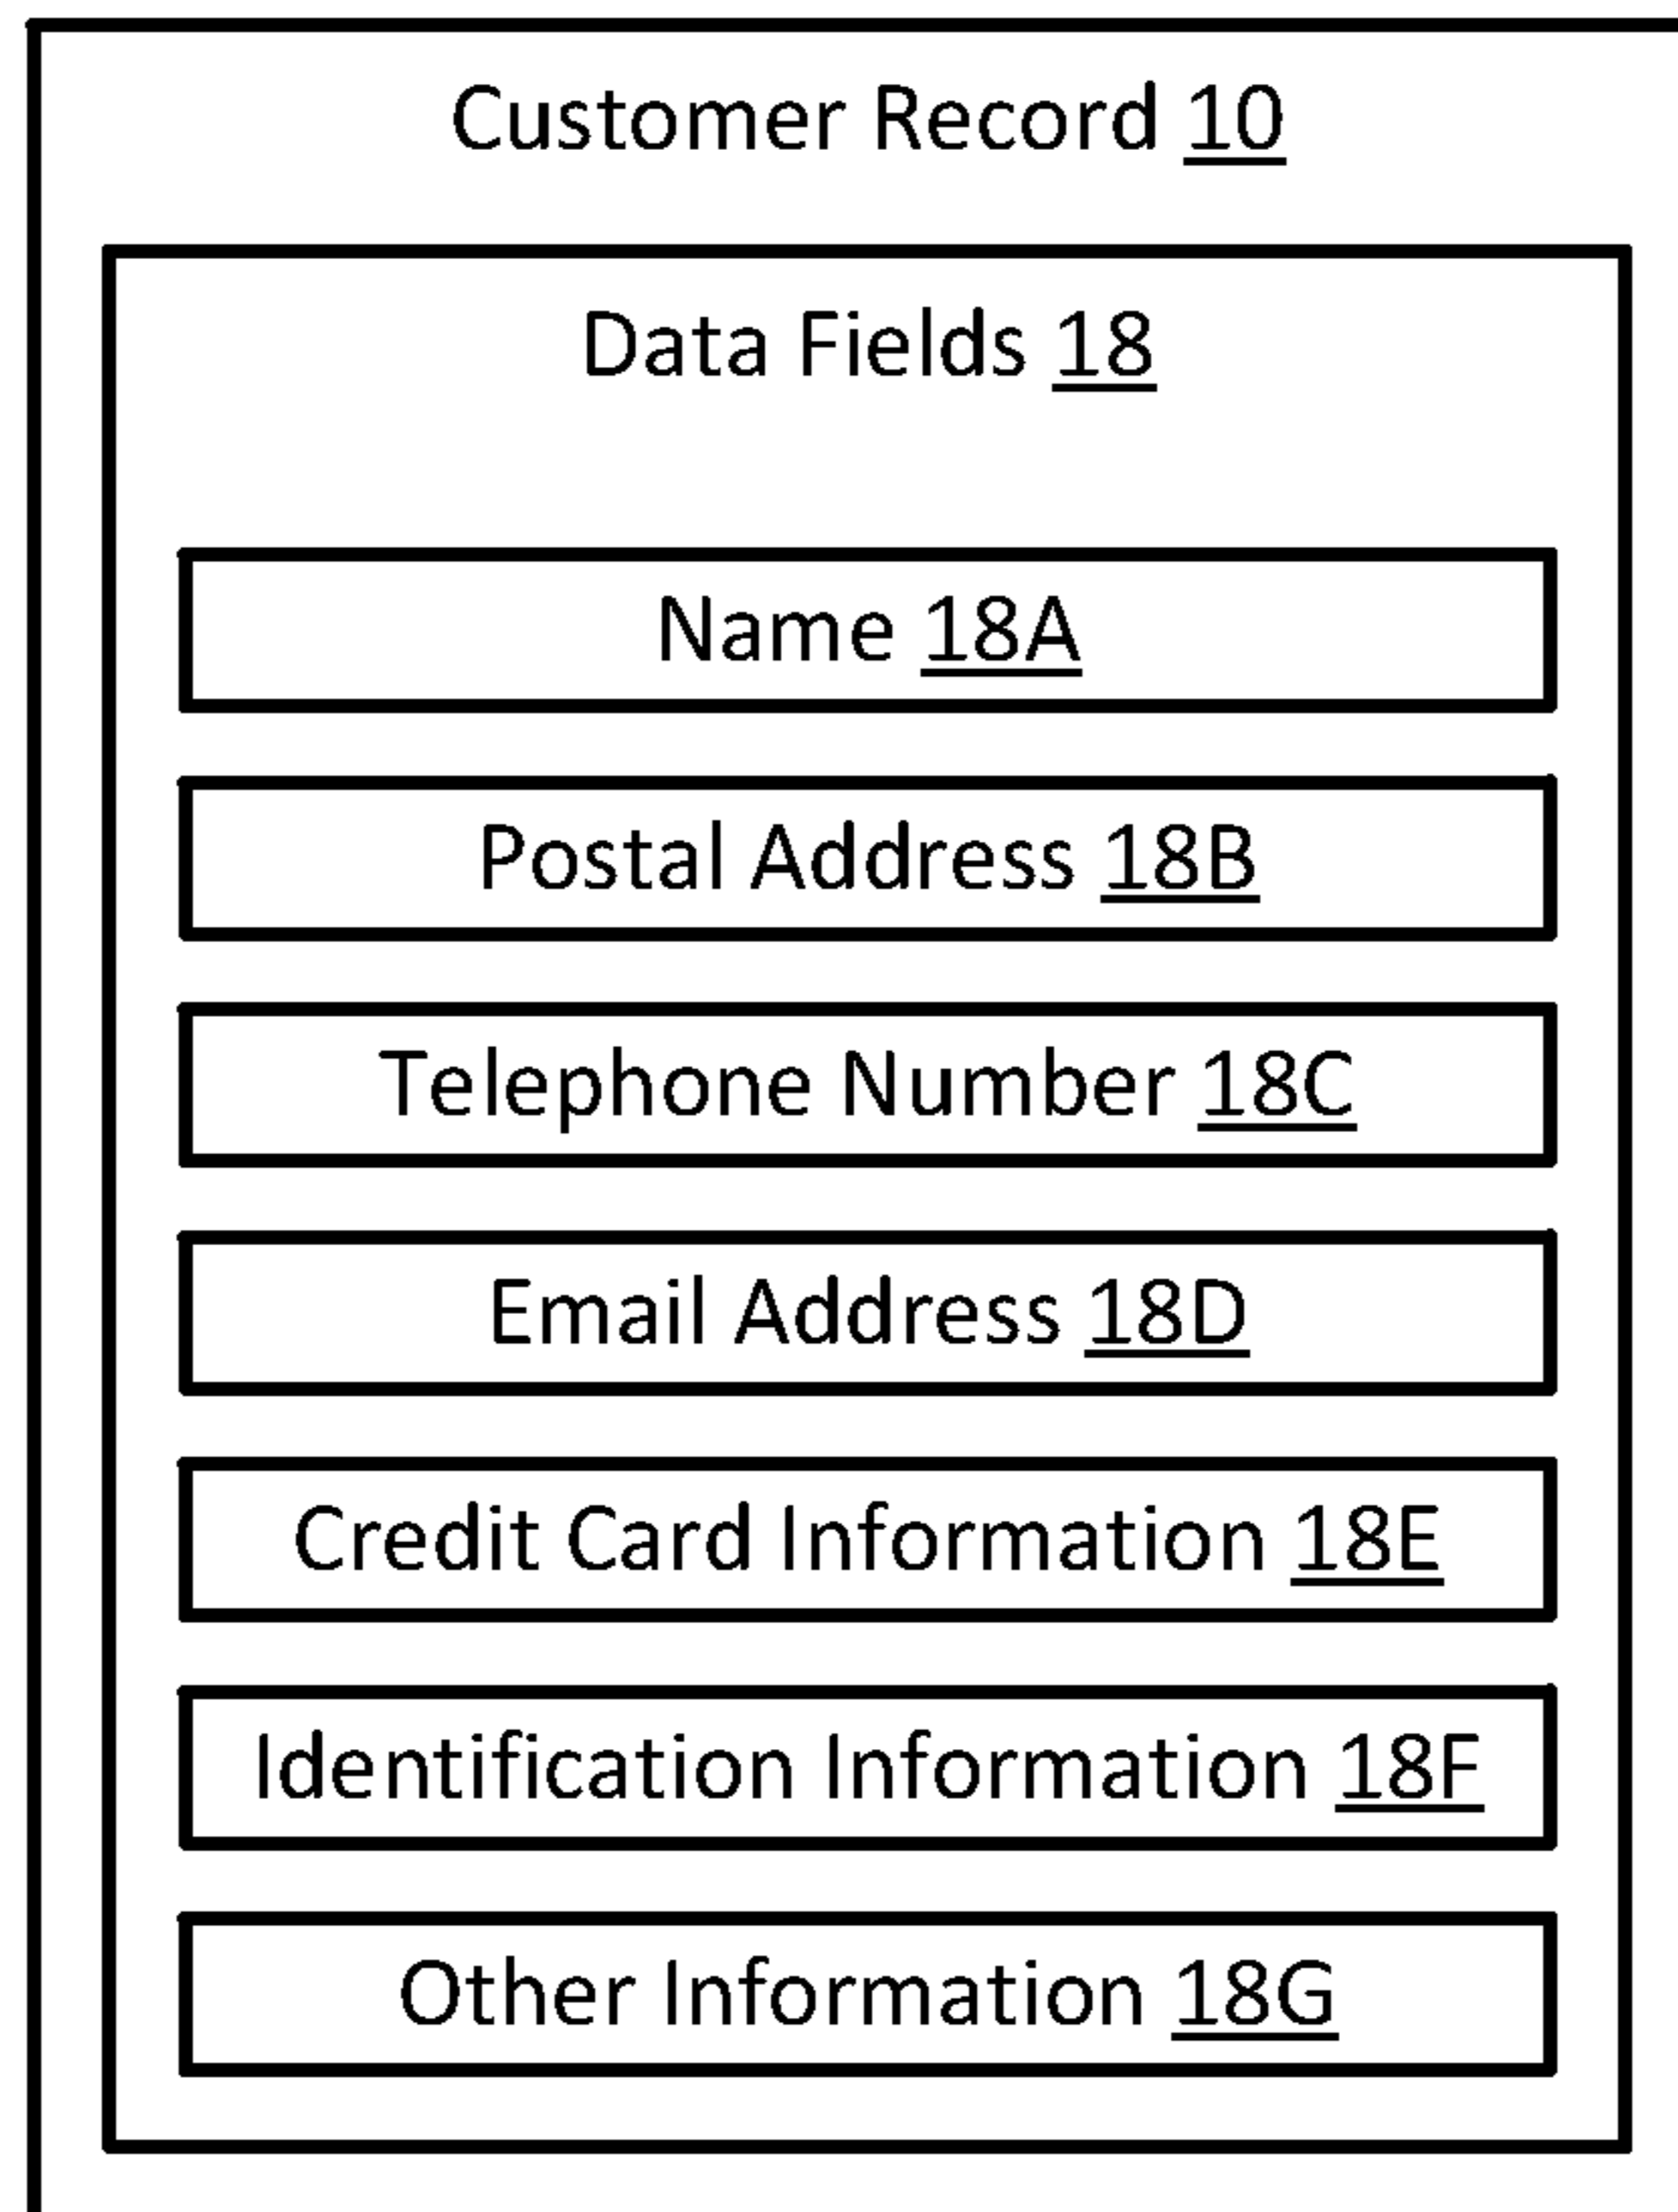 Customer Record 10
Data Fields 18
Name 18A
Postal Address 18B
Telephone Number 18C
Email Address 18D
Credit Card Information 18E
Identification Information 18F
Other Information 18G